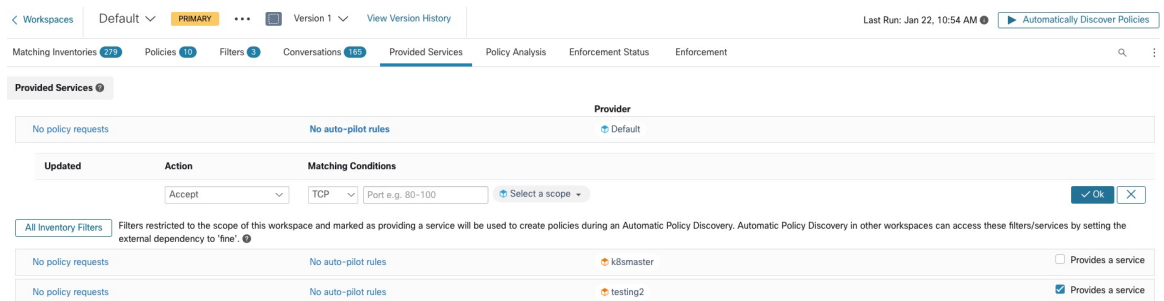 Workspaces Default PRIMARY Version 1 View Version History Last Run: Jan 22, 10:54 AM Automatically Discover Policies
Matching Inventories 279 Policies 10 Filters 3 Conversations 165 Provided Services Policy Analysis Enforcement Status Enforcement
Provided Services
Provider
No policy requests No auto-pilot rules Default
Updated Action Matching Conditions
Accept TCP Port e.g. 80-100 Select a scope Ok
All Inventory Filters Filters restricted to the scope of this workspace and marked as providing a service will be used to create policies during an Automatic Policy Discovery. Automatic Policy Discovery in other workspaces can access these filters/services by setting the
external dependency to 'fine'.
No policy requests No auto-pilot rules k8smaster Provides a service
No policy requests No auto-pilot rules testing2 Provides a service